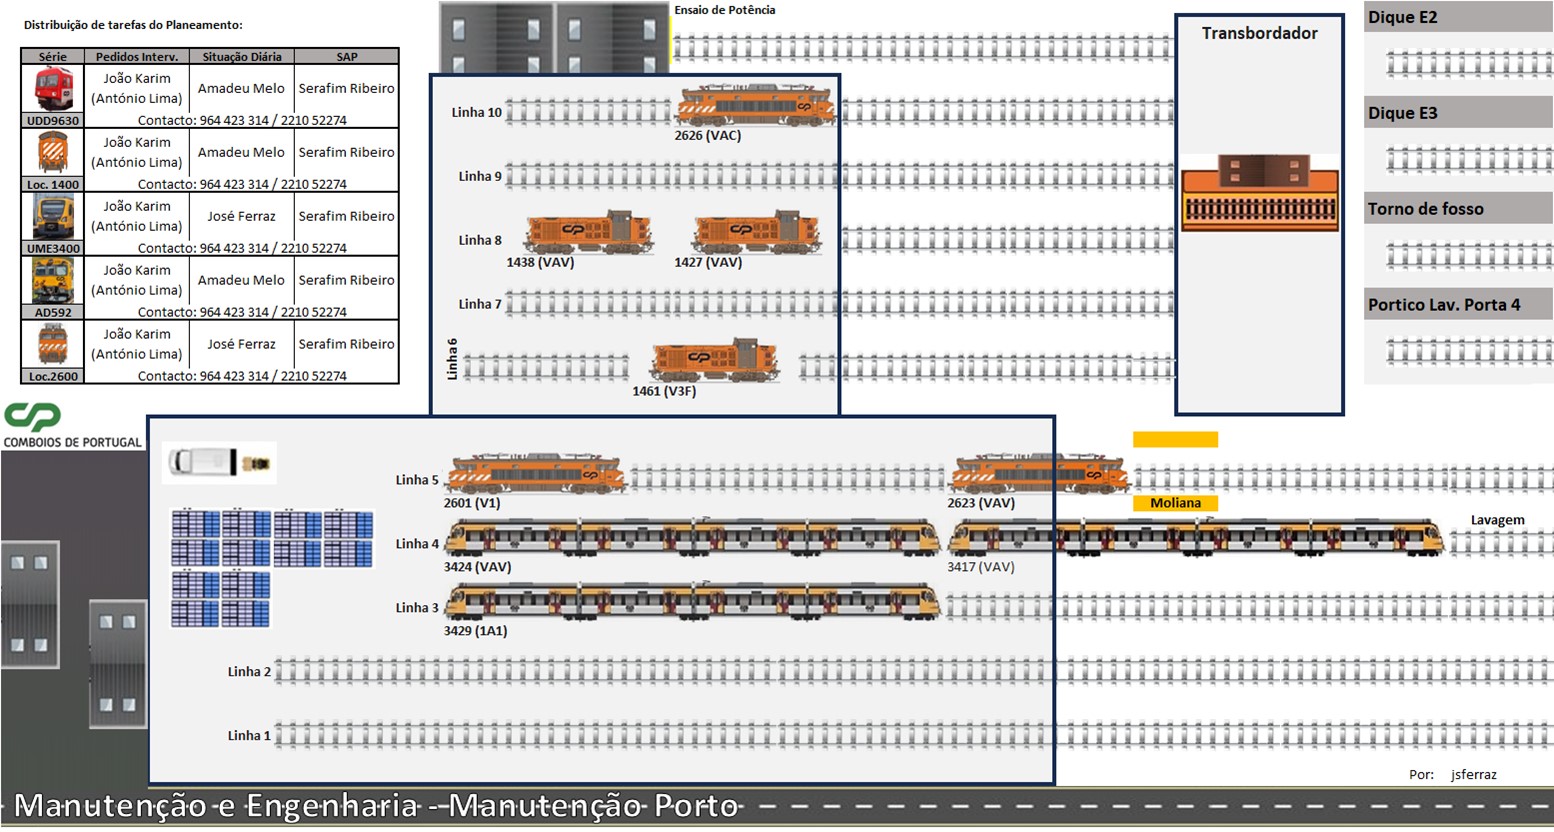 Distribuição de tarefas do Planeamento:
Série Pedidos Interv. Situação Diária SAP
João Karim
(António Lima) Amadeu Melo Serafim Ribeiro
UDD9630 Contacto: 964 423 314 / 2210 52274
João Karim
(António Lima) Amadeu Melo Serafim Ribeiro
Loc. 1400 Contacto: 964 423 314 / 2210 52274
João Karim
(António Lima) José Ferraz Serafim Ribeiro
UME3400 Contacto: 964 423 314 / 2210 52274
João Karim
(António Lima) Amadeu Melo Serafim Ribeiro
AD592 Contacto: 964 423 314 / 2210 52274
João Karim
(António Lima) José Ferraz Serafim Ribeiro
Loc.2600 Contacto: 964 423 314 / 2210 52274
CP
COMBOIOS DE PORTUGAL
Ensaio de Potência
Linha 10
2626 (VAC)
Linha 9
Linha 8
1438 (VAV) 1427 (VAV)
Linha 7
Linha 6
1461 (V3F)
Transbordador
Dique E2
Dique E3
Torno de fosso
Portico Lav. Porta 4
Linha 5
2601 (V1) 2623 (VAV)
Moliana
Linha 4
3424 (VAV) 3417 (VAV)
Lavagem
Linha 3
3429 (1A1)
Linha 2
Linha 1
Por: jsferraz
Manutenção e Engenharia - Manutenção Porto